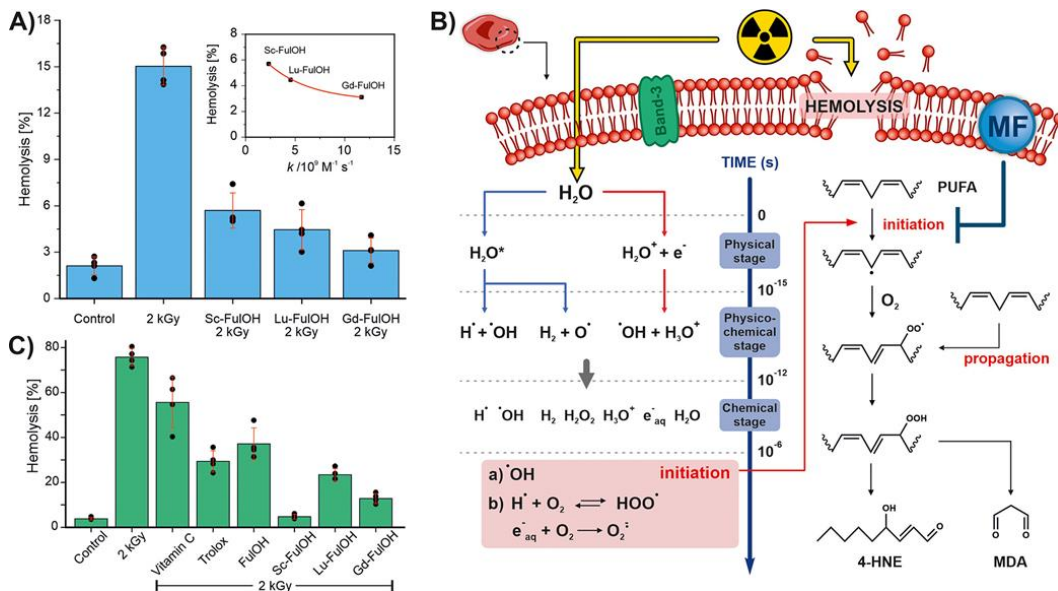 A)
Hemolysis [%]
18
15
12
9
6
3
0
Control
2 kGy
Sc-FulOH
2 kGy
Lu-FulOH
2 kGy
Gd-FulOH
2 kGy
Hemolysis [%]
8
6
4
2
0
Sc-FulOH
Lu-FulOH
Gd-FulOH
0
5
10
15
k /10⁹ M⁻¹ s
B)
Band-3
HEMOLYSIS
MF
TIME (s)
H₂O
0
Physical
stage
H₂O*
H₂O⁺ + e⁻
10⁻¹⁵
Physico-
chemical
stage
H• + •OH
H₂ + O•
•OH + H₃O⁺
10⁻¹²
Chemical
stage
H• •OH H₂ H₂O₂ H₃O⁺ e⁻aq H₂O
10⁻⁶
a) •OH
initiation
b) H• + O₂ ⇌ HOO•
e⁻aq + O₂ → O₂•⁻
PUFA
initiation
•
O₂
OO•
propagation
OOH
OH
O
4-HNE
O O
MDA
C)
Hemolysis [%]
80
60
40
20
0
Control
2 kGy
Vitamin C
Trolox
FulOH
Sc-FulOH
Lu-FulOH
Gd-FulOH
2 kGy